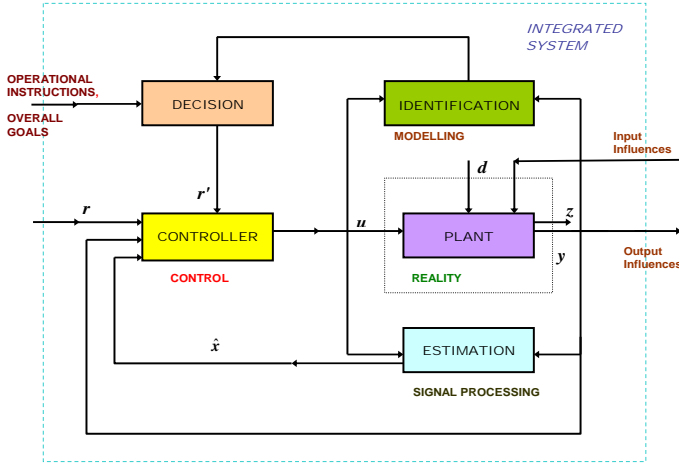 INTEGRATED
SYSTEM
OPERATIONAL
INSTRUCTIONS,
OVERALL
GOALS
DECISION
IDENTIFICATION
MODELLING
Input
Influences
r'
d
r
u
z
CONTROLLER
PLANT
y
Output
Influences
CONTROL
REALITY
x̂
ESTIMATION
SIGNAL PROCESSING